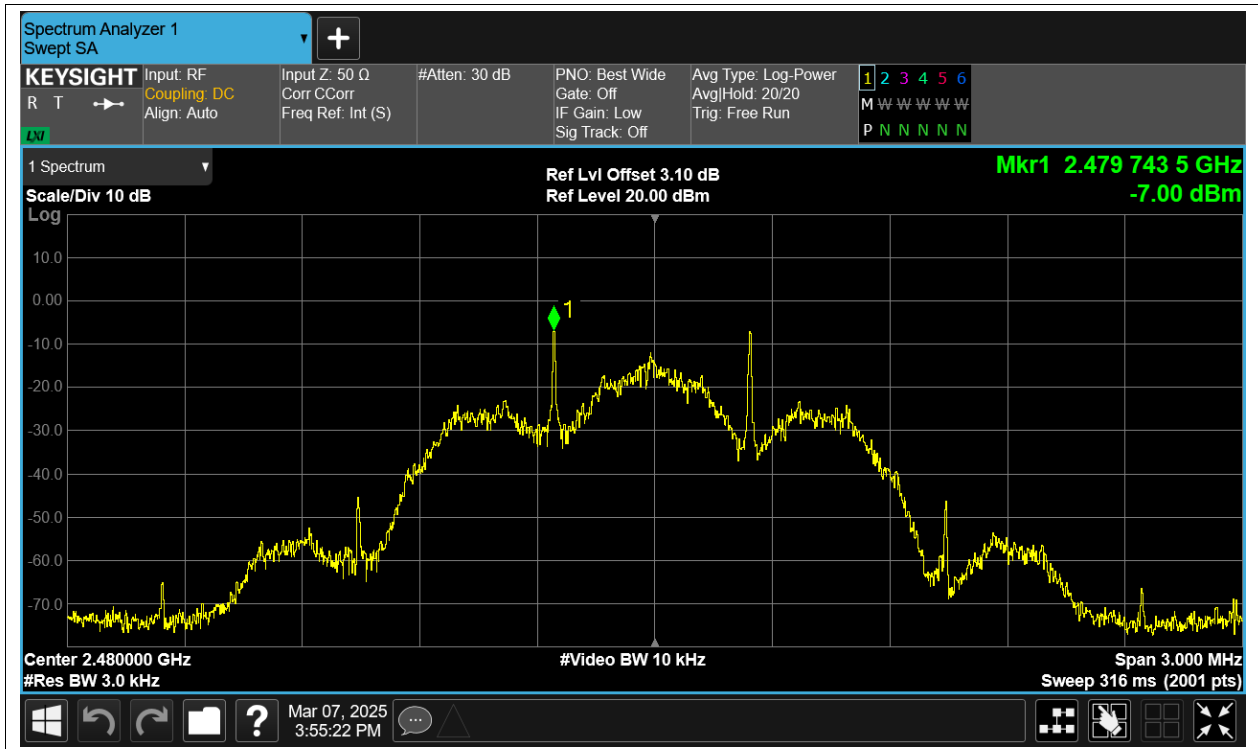 Spectrum Analyzer 1
Swept SA
KEYSIGHT
R T
LXI
Input: RF
Coupling: DC
Align: Auto
Input Z: 50 Ω
Corr CCorr
Freq Ref: Int (S)
#Atten: 30 dB
PNO: Best Wide
Gate: Off
IF Gain: Low
Sig Track: Off
Avg Type: Log-Power
Avg|Hold: 20/20
Trig: Free Run
1 2 3 4 5 6
M W W W W W
P N N N N N
1 Spectrum
Scale/Div 10 dB
Ref Lvl Offset 3.10 dB
Ref Level 20.00 dBm
Mkr1 2.479 743 5 GHz
-7.00 dBm
Log
10.0
0.00
-10.0
-20.0
-30.0
-40.0
-50.0
-60.0
-70.0
1
Center 2.480000 GHz
#Res BW 3.0 kHz
#Video BW 10 kHz
Span 3.000 MHz
Sweep 316 ms (2001 pts)
?
Mar 07, 2025
3:55:22 PM